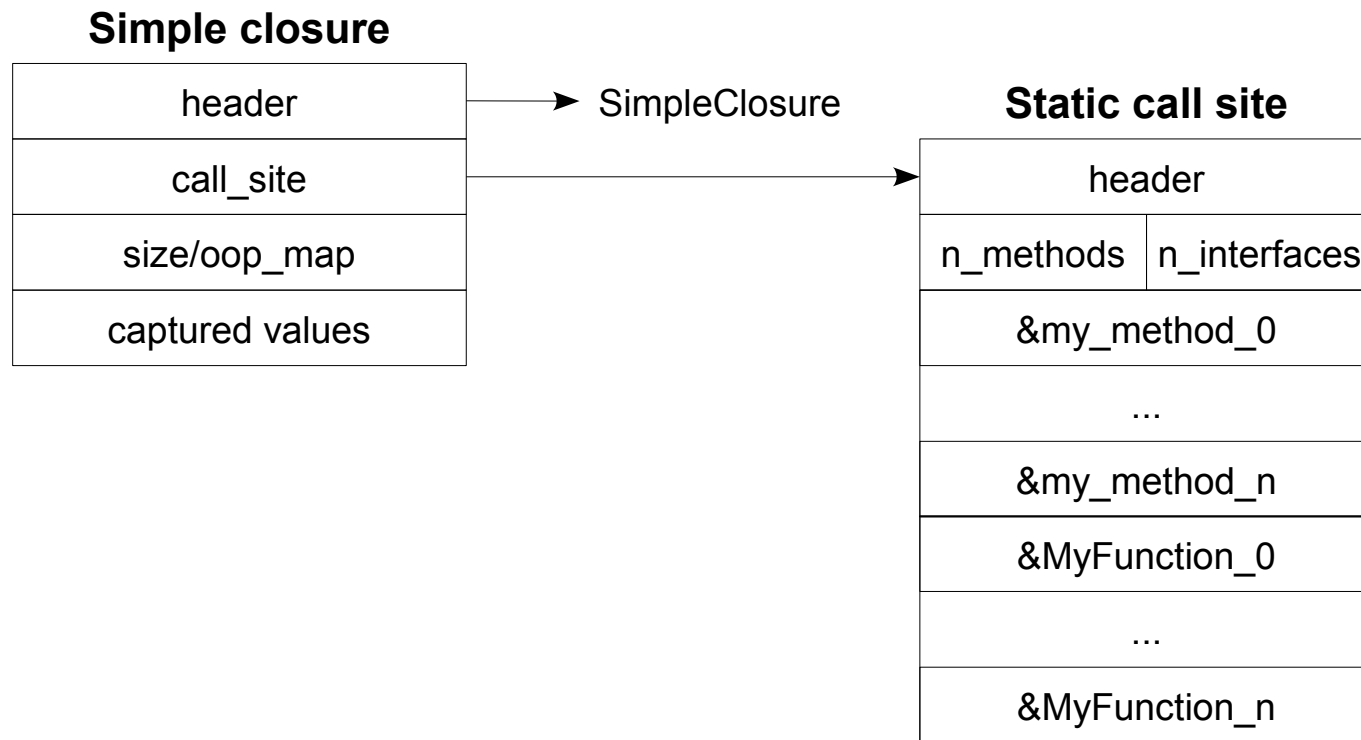 Simple closure
header
SimpleClosure
call_site
size/oop_map
captured values
Static call site
header
n_methods n_interfaces
&my_method_0
...
&my_method_n
&MyFunction_0
...
&MyFunction_n